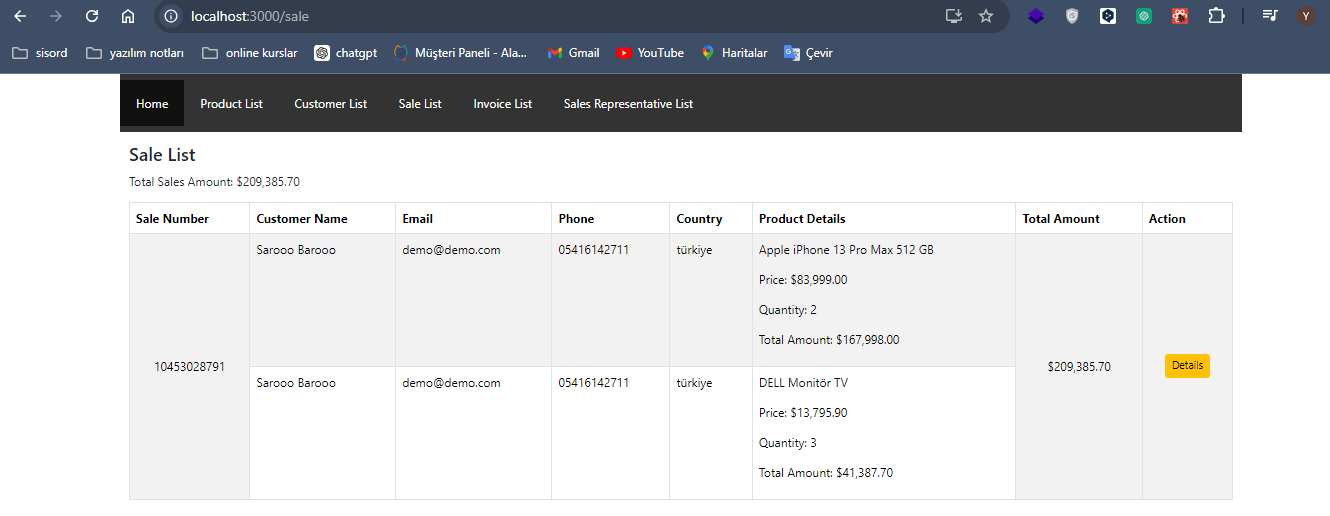 localhost:3000/sale
Y
sisord
yazılım notları
online kurslar
chatgpt
Müşteri Paneli - Ala...
Gmail
YouTube
Haritalar
Çevir
Home
Product List
Customer List
Sale List
Invoice List
Sales Representative List
Sale List
Total Sales Amount: $209,385.70
Sale Number Customer Name Email Phone Country Product Details Total Amount Action
Sarooo Barooo demo@demo.com 05416142711 türkiye Apple iPhone 13 Pro Max 512 GB
Price: $83,999.00
Quantity: 2
Total Amount: $167,998.00
10453028791 $209,385.70 Details
Sarooo Barooo demo@demo.com 05416142711 türkiye DELL Monitör TV
Price: $13,795.90
Quantity: 3
Total Amount: $41,387.70